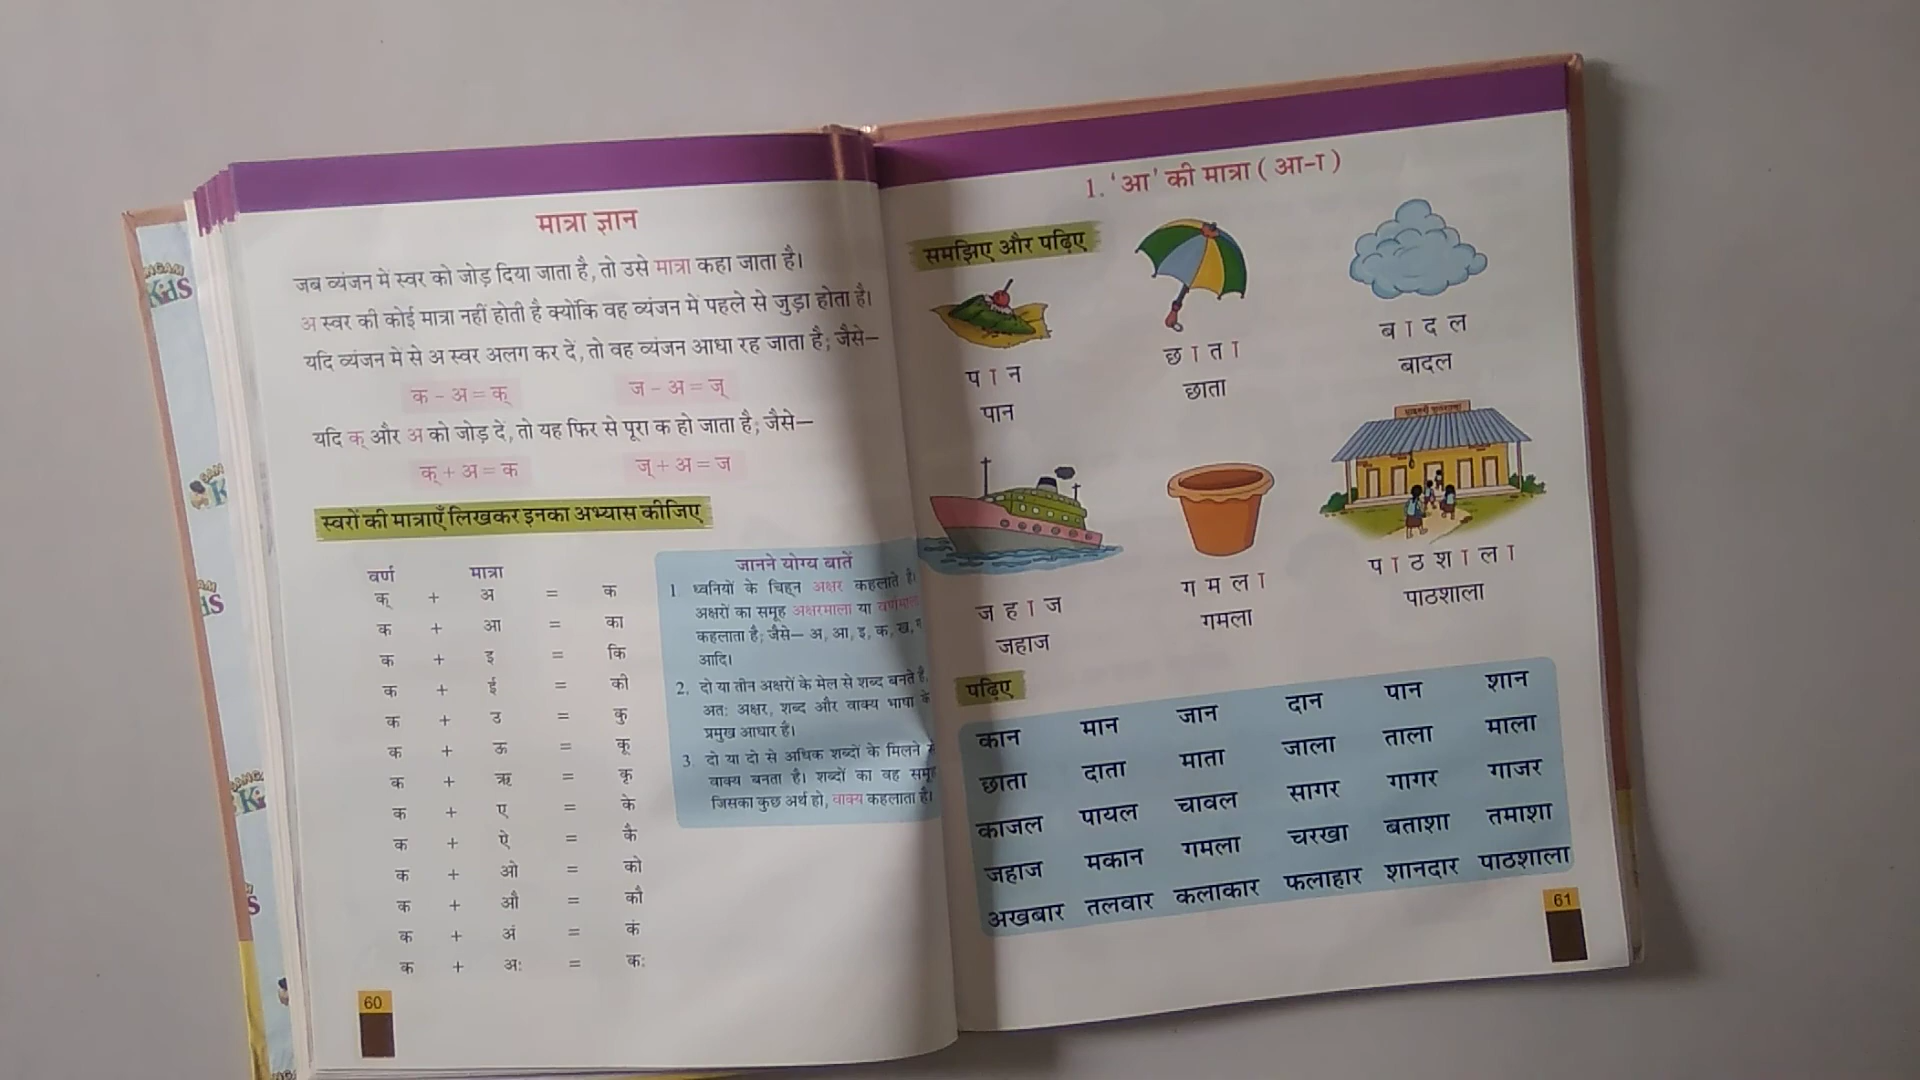 मात्रा ज्ञान
जब व्यंजन में स्वर को जोड़ दिया जाता है, तो उसे मात्रा कहा जाता है।
अ स्वर की कोई मात्रा नहीं होती है क्योंकि वह व्यंजन में पहले से जुड़ा होता है।
यदि व्यंजन में से अ स्वर अलग कर दें, तो वह व्यंजन आधा रह जाता है; जैसे—
क - अ = क् ज - अ = ज्
यदि क् और अ को जोड़ दें, तो यह फिर से पूरा क हो जाता है; जैसे—
क् + अ = क ज् + अ = ज
स्वरों की मात्राएँ लिखकर इनका अभ्यास कीजिए
वर्ण मात्रा
क् + अ = क
क + आ = का
क + इ = कि
क + ई = की
क + उ = कु
क + ऊ = कू
क + ऋ = कृ
क + ए = के
क + ऐ = कै
क + ओ = को
क + औ = कौ
क + अं = कं
क + अः = कः
जानने योग्य बातें
1 ध्वनियों के चिह्न अक्षर कहलाते हैं।
अक्षरों का समूह अक्षरमाला या वर्णमाला
कहलाता है; जैसे— अ, आ, इ, क, ख, ग
आदि।
2. दो या तीन अक्षरों के मेल से शब्द बनते हैं,
अतः अक्षर, शब्द और वाक्य भाषा के
प्रमुख आधार हैं।
3. दो या दो से अधिक शब्दों के मिलने से
वाक्य बनता है। शब्दों का वह समूह
जिसका कुछ अर्थ हो, वाक्य कहलाता है।
60
1. 'आ' की मात्रा ( आ-ा )
समझिए और पढ़िए
प ा न
पान
छ ा त ा
छाता
ब ा द ल
बादल
ज ह ा ज
जहाज
ग म ल ा
गमला
प ा ठ श ा ल ा
पाठशाला
पढ़िए
कान मान जान दान पान शान
छाता दाता माता जाला ताला माला
काजल पायल चावल सागर गागर गाजर
जहाज मकान गमला चरखा बताशा तमाशा
अखबार तलवार कलाकार फलाहार शानदार पाठशाला
61